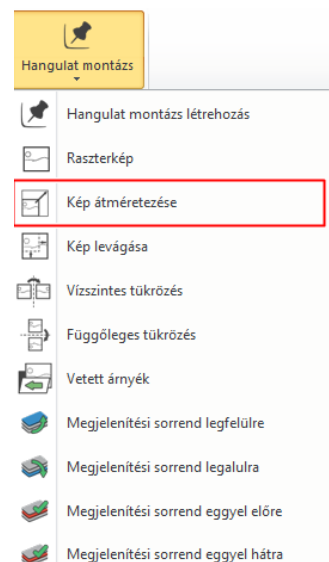 Hangulat montázs
Hangulat montázs létrehozás
Raszterkép
Kép átméretezése
Kép levágása
Vízszintes tükrözés
Függőleges tükrözés
Vetett árnyék
Megjelenítési sorrend legfelülre
Megjelenítési sorrend legalulra
Megjelenítési sorrend eggyel előre
Megjelenítési sorrend eggyel hátra